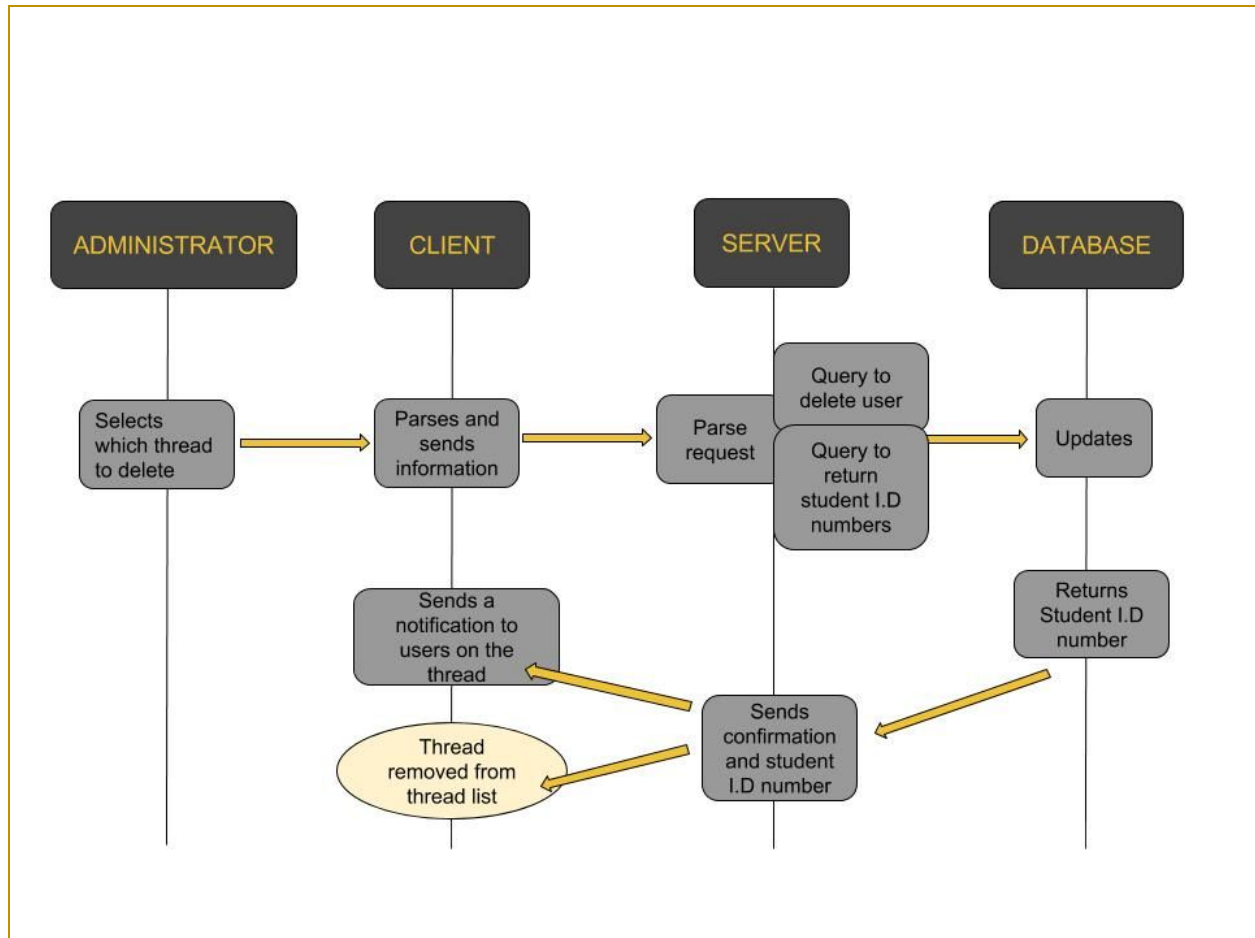 ADMINISTRATOR
CLIENT
SERVER
DATABASE
Selects
which thread
to delete
Parses and
sends
information
Parse
request
Query to
delete user
Query to
return
student I.D
numbers
Updates
Returns
Student I.D
number
Sends
confirmation
and student
I.D number
Sends a
notification to
users on the
thread
Thread
removed from
thread list